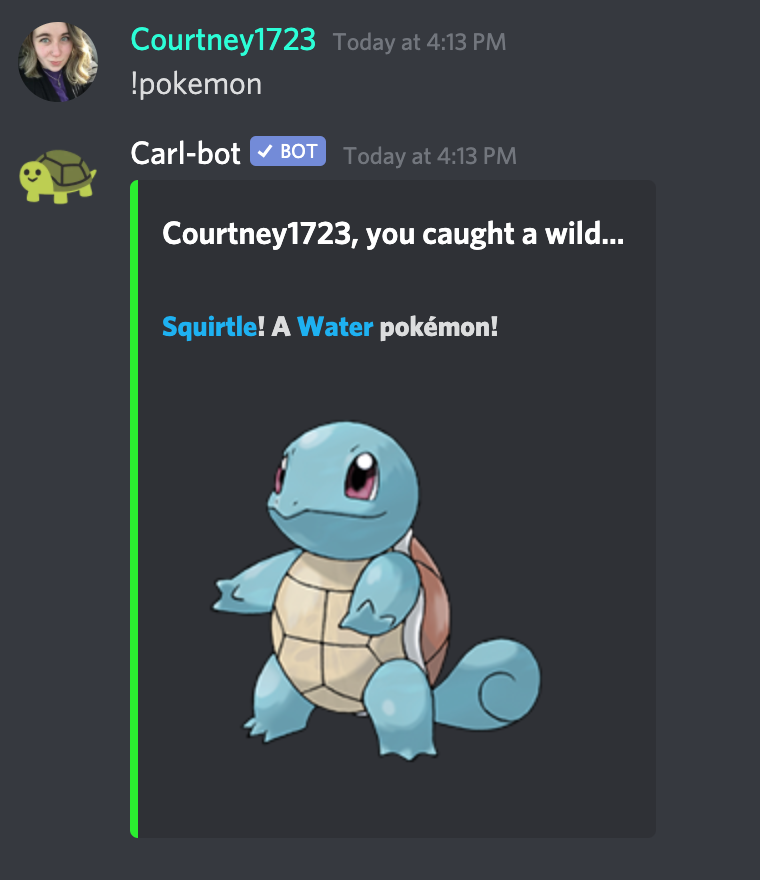 Courtney1723 Today at 4:13 PM
!pokemon
Carl-bot ✓ BOT Today at 4:13 PM
Courtney1723, you caught a wild...
Squirtle! A Water pokémon!